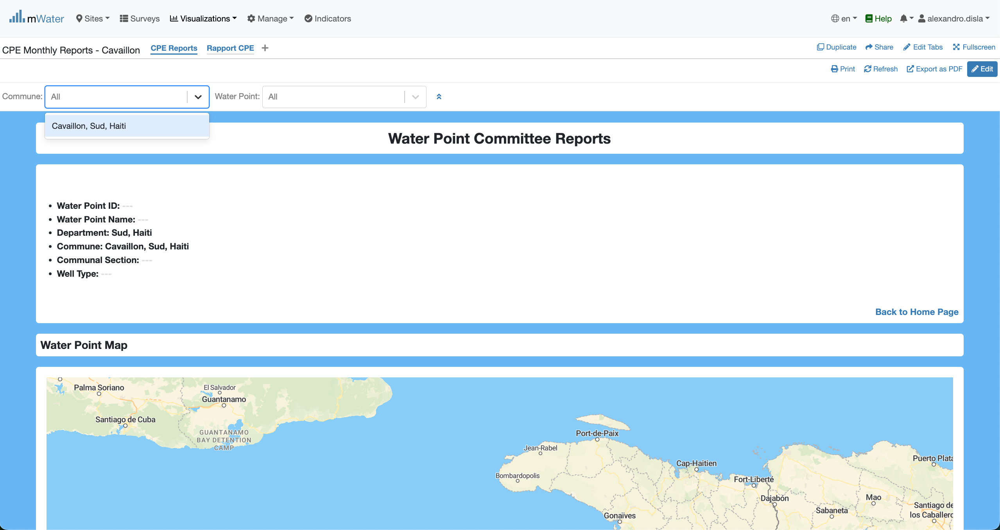 mWater Sites Surveys Visualizations Manage Indicators en Help alexandro.disla
CPE Monthly Reports - Cavaillon CPE Reports Rapport CPE + Duplicate Share Edit Tabs Fullscreen
Print Refresh Export as PDF Edit
Commune: All Water Point: All
Cavaillon, Sud, Haiti
Water Point Committee Reports
• Water Point ID: ---
• Water Point Name: ---
• Department: Sud, Haiti
• Commune: Cavaillon, Sud, Haiti
• Communal Section: ---
• Well Type: ---
Back to Home Page
Water Point Map
Palma Soriano
El Salvador
Guantanamo
Santiago de Cuba
GUANTANAMO
BAY DETENTION
CAMP
Port-de-Paix
Jean-Rabel
Bombardopolis
Cap-Haitien
Fort-Liberté
Puerto Plata
Dajabón
Mao
Sabaneta
Santiago de
los Caballero
Gonaïves